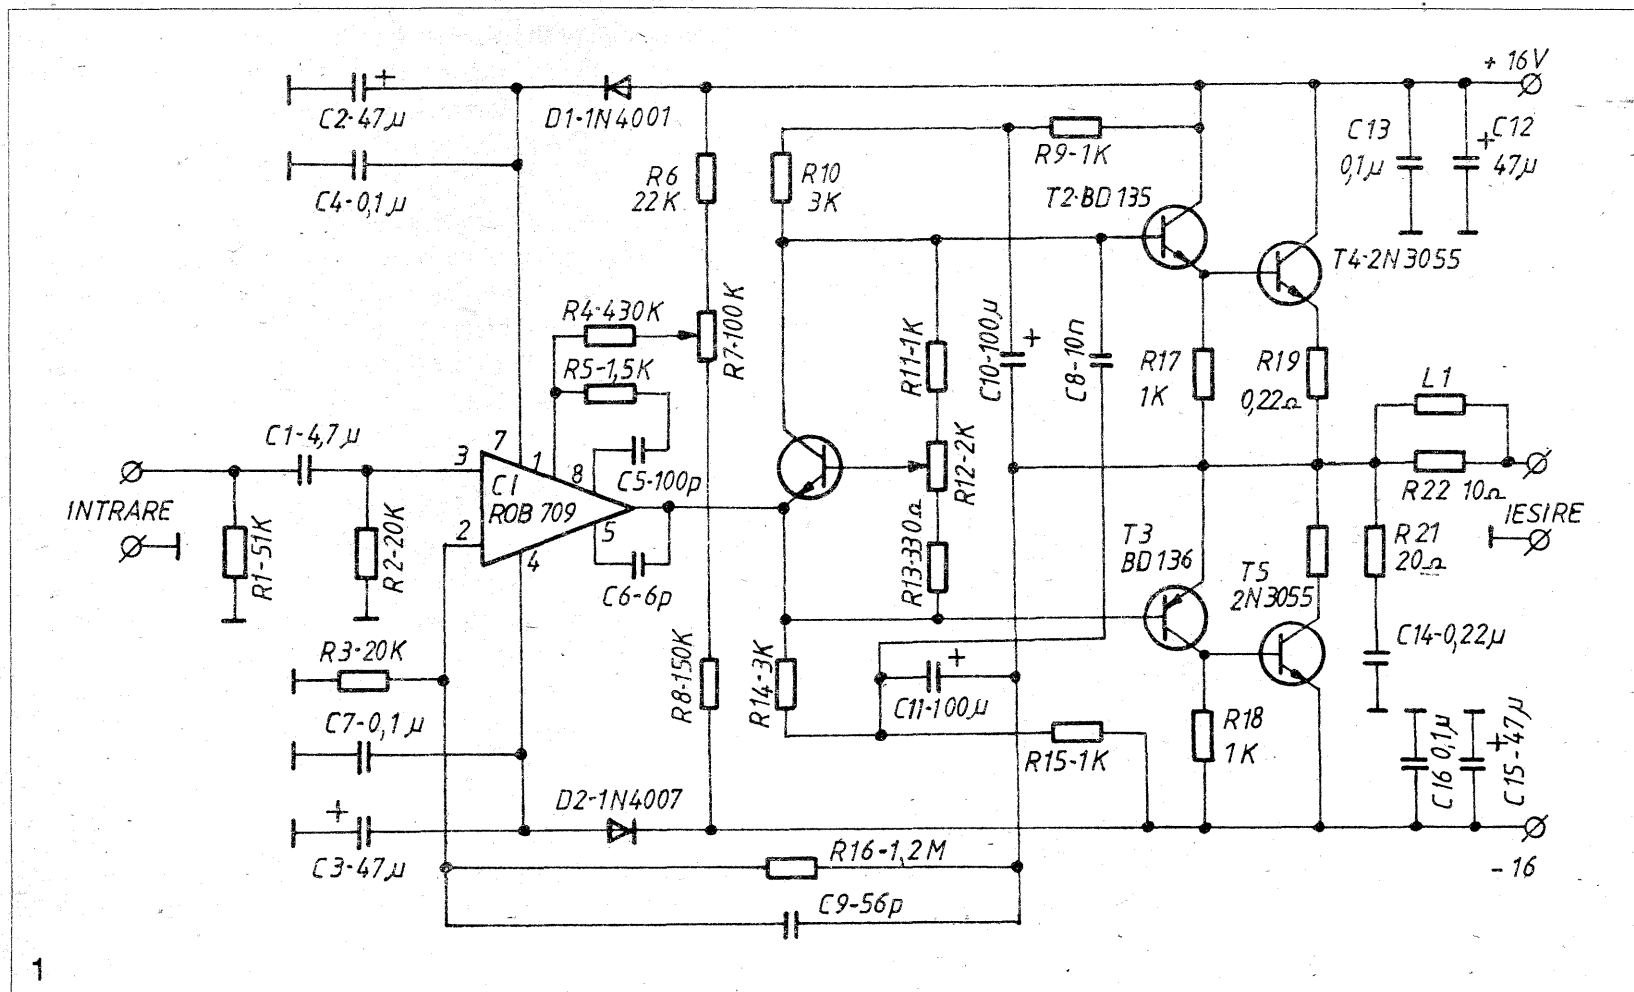 + 16V
C2-47µ
D1-1N4001
C4-0,1µ
R6
22K
R10
3K
R9-1K
T2-BD135
C13
0,1µ
+
C12
47µ
T4-2N3055
R4-430K
R7-100K
R5-1,5K
R11-1K
C10-100µ
+
C8-10n
R17
1K
R19
0,22Ω
L1
C1-4,7µ
3
7
1
8
C5-100p
R12-2K
R22 10Ω
INTRARE
C1
ROB 709
2
5
4
C6-6p
R13-330Ω
IESIRE
R1-51K
R2-20K
T3
BD136
T5
2N3055
R21
20Ω
R3-20K
R8-150K
R14-3K
+
C11-100µ
C14-0,22µ
C7-0,1µ
R15-1K
R18
1K
C16 0,1µ
+
C15-47µ
+
D2-1N4007
C3-47µ
R16-1,2M
- 16
C9-56p
1
+